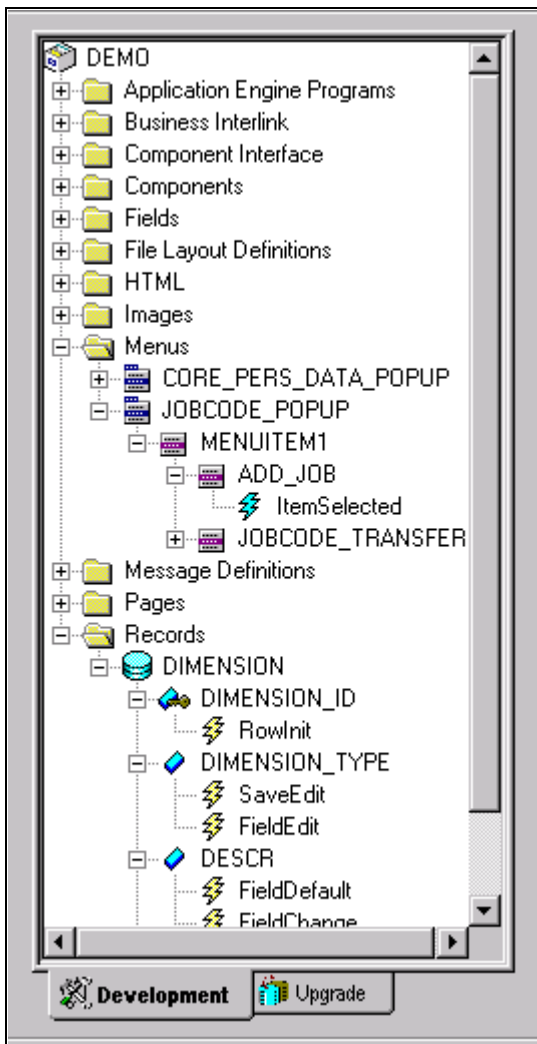 DEMO
Application Engine Programs
Business Interlink
Component Interface
Components
Fields
File Layout Definitions
HTML
Images
Menus
CORE_PERS_DATA_POPUP
JOBCODE_POPUP
MENUITEM1
ADD_JOB
ItemSelected
JOBCODE_TRANSFER
Message Definitions
Pages
Records
DIMENSION
DIMENSION_ID
RowInit
DIMENSION_TYPE
SaveEdit
FieldEdit
DESCR
FieldDefault
FieldChange
Development
Upgrade